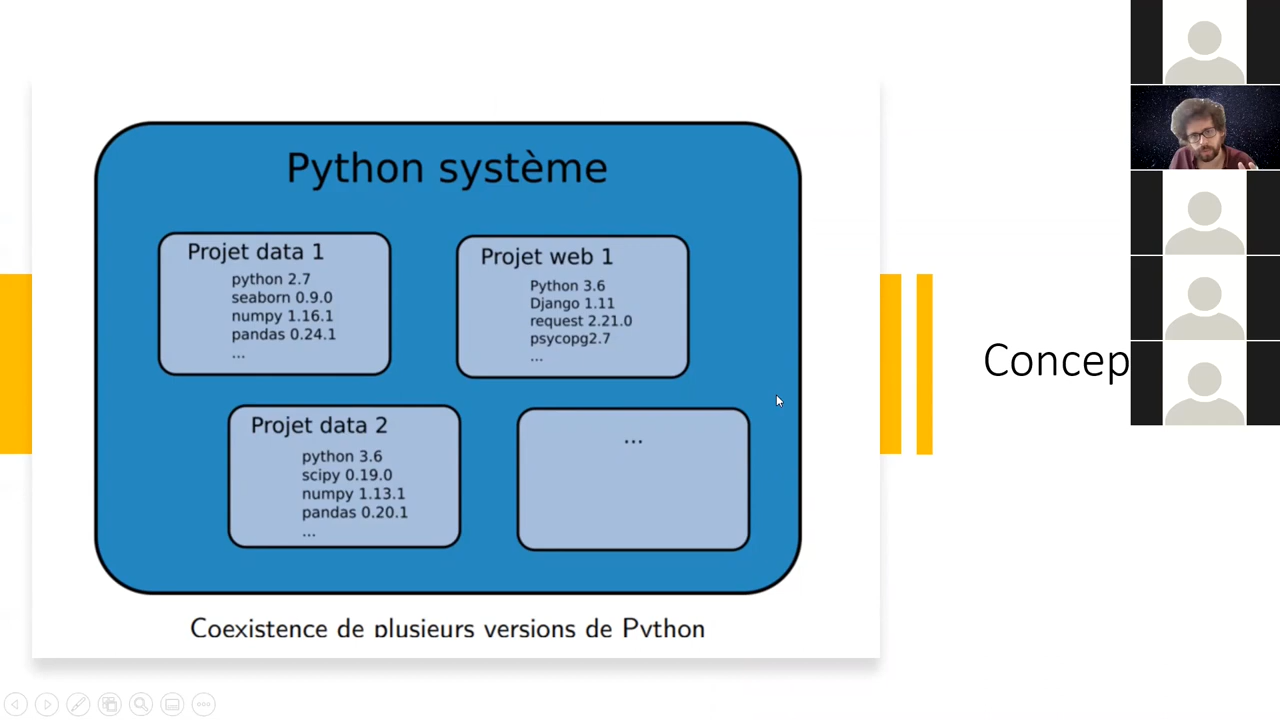 Python système
Projet data 1
python 2.7
seaborn 0.9.0
numpy 1.16.1
pandas 0.24.1
...
Projet web 1
Python 3.6
Django 1.11
request 2.21.0
psycopg2.7
...
Projet data 2
python 3.6
scipy 0.19.0
numpy 1.13.1
pandas 0.20.1
...
...
Coexistence de plusieurs versions de Python
Concep